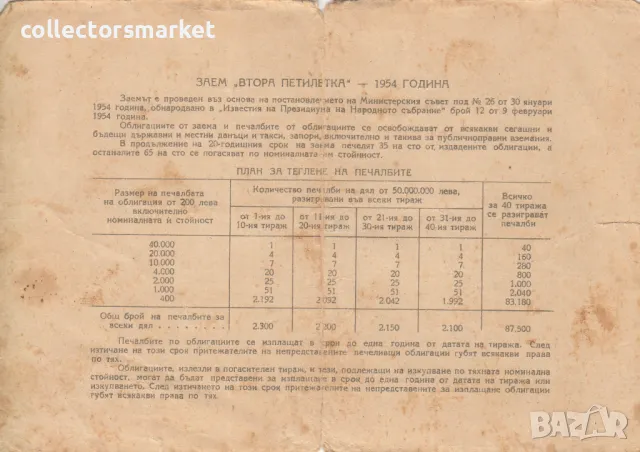 collectorsmarket
ЗАЕМ „ВТОРА ПЕТИЛЕТКА" — 1954 ГОДИНА
Заемът е проведен въз основа на постановлението на Министерския съвет под № 26 от 30 януари
1954 година, обнародвано в „Известия на Президиума на Народното събрание" брой 12 от 9 февруари
1954 година.
Облигациите от заема и печалбите от облигациите се освобождават от всякакви сегашни и
бъдещи държавни и местни данъци и такси, запори, включително и такива за публичноправни вземания.
В продължение на 20-годишния срок на заема печелят 35 на сто от издадените облигации, а
останалите 65 на сто се погасяват по номиналната им стойност.
ПЛАН ЗА ТЕГЛЕНЕ НА ПЕЧАЛБИТЕ
Размер на печалбата
на облигация от 200 лева
включително
номиналната ѝ стойност
Количество печалби на дял от 50.000.000 лева,
разигравани във всеки тираж
от 1-ия до
10-ия тираж
от 11-ия до
20-ия тираж
от 21-ия до
30-ия тираж
от 31-ия до
40-ия тираж
Всичко
за 40 тиража
се разиграват
печалби
40.000 1 1 1 1 40
20.000 4 4 4 4 160
10.000 7 7 7 7 280
4.000 20 20 20 20 800
2.000 25 25 25 25 1.000
1.000 51 51 51 51 2.040
400 2.192 2.092 2.042 1.992 83.180
Общ брой на печалбите за
всеки дял . . . . . . . . 2.300 2.200 2.150 2.100 87.500
Печалбите по облигациите се изплащат в срок до една година от датата на тиража. След
изтичане на този срок притежателите на непредставените печеливши облигации губят всякакви права
по тях.
Облигациите, излезли в погасителен тираж, и тези, подлежащи на изкупуване по тяхната номинална
стойност, могат да бъдат представени за изплащане в срок до една година от датата на тиража или
изкупуването. След изтичането на този срок притежателите на непредставените за изплащане облигации
губят всякакви права по тях.
BAZAR